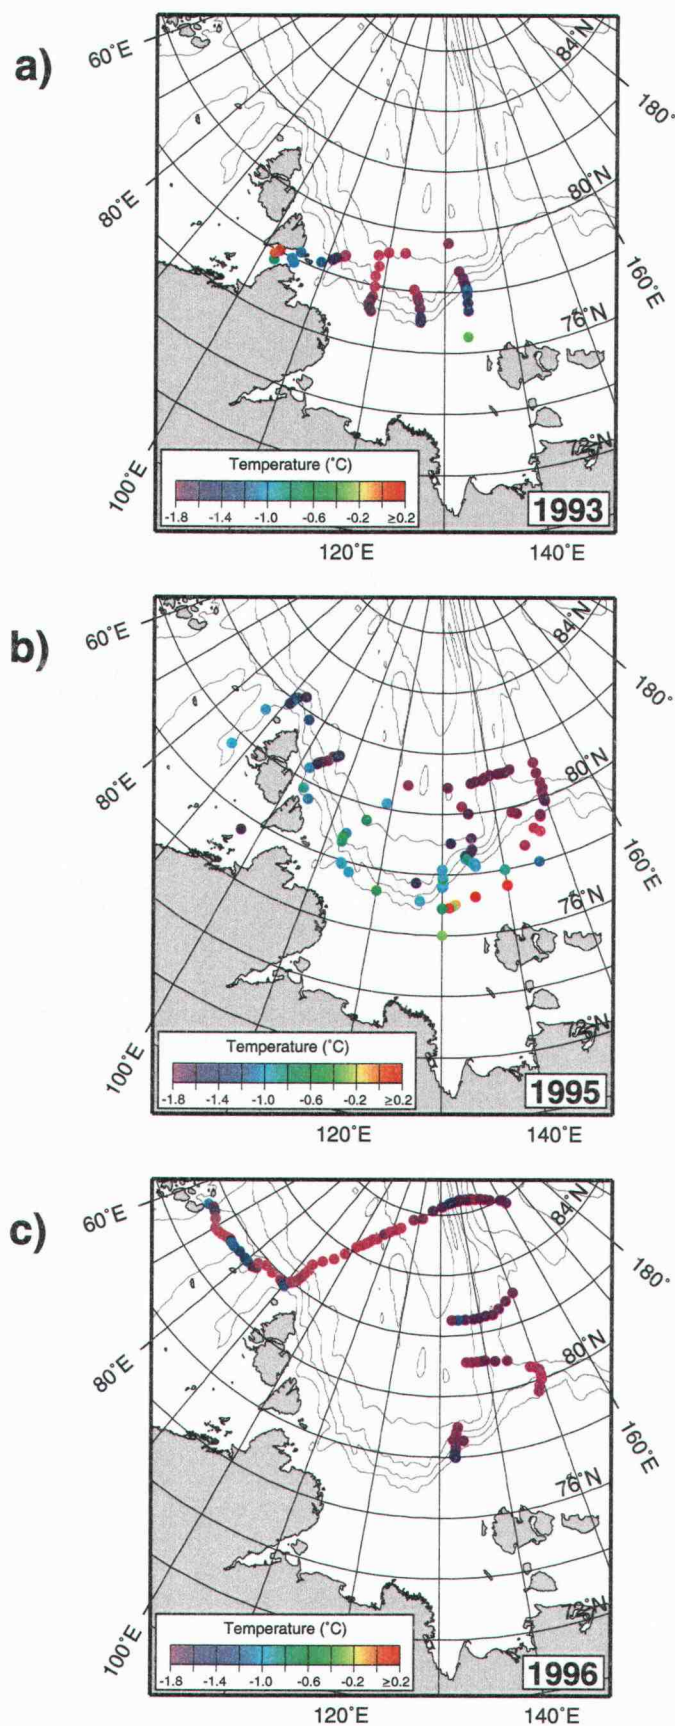 a)
60˚E
84˚N
180˚
80˚E
80˚N
160˚E
76˚N
100˚E
72˚N
Temperature (˚C)
-1.8 -1.4 -1.0 -0.6 -0.2 ≥0.2
1993
120˚E 140˚E
b)
60˚E
84˚N
180˚
80˚E
80˚N
160˚E
76˚N
100˚E
72˚N
Temperature (˚C)
-1.8 -1.4 -1.0 -0.6 -0.2 ≥0.2
1995
120˚E 140˚E
c)
60˚E
84˚N
180˚
80˚E
80˚N
160˚E
76˚N
100˚E
72˚N
Temperature (˚C)
-1.8 -1.4 -1.0 -0.6 -0.2 ≥0.2
1996
120˚E 140˚E